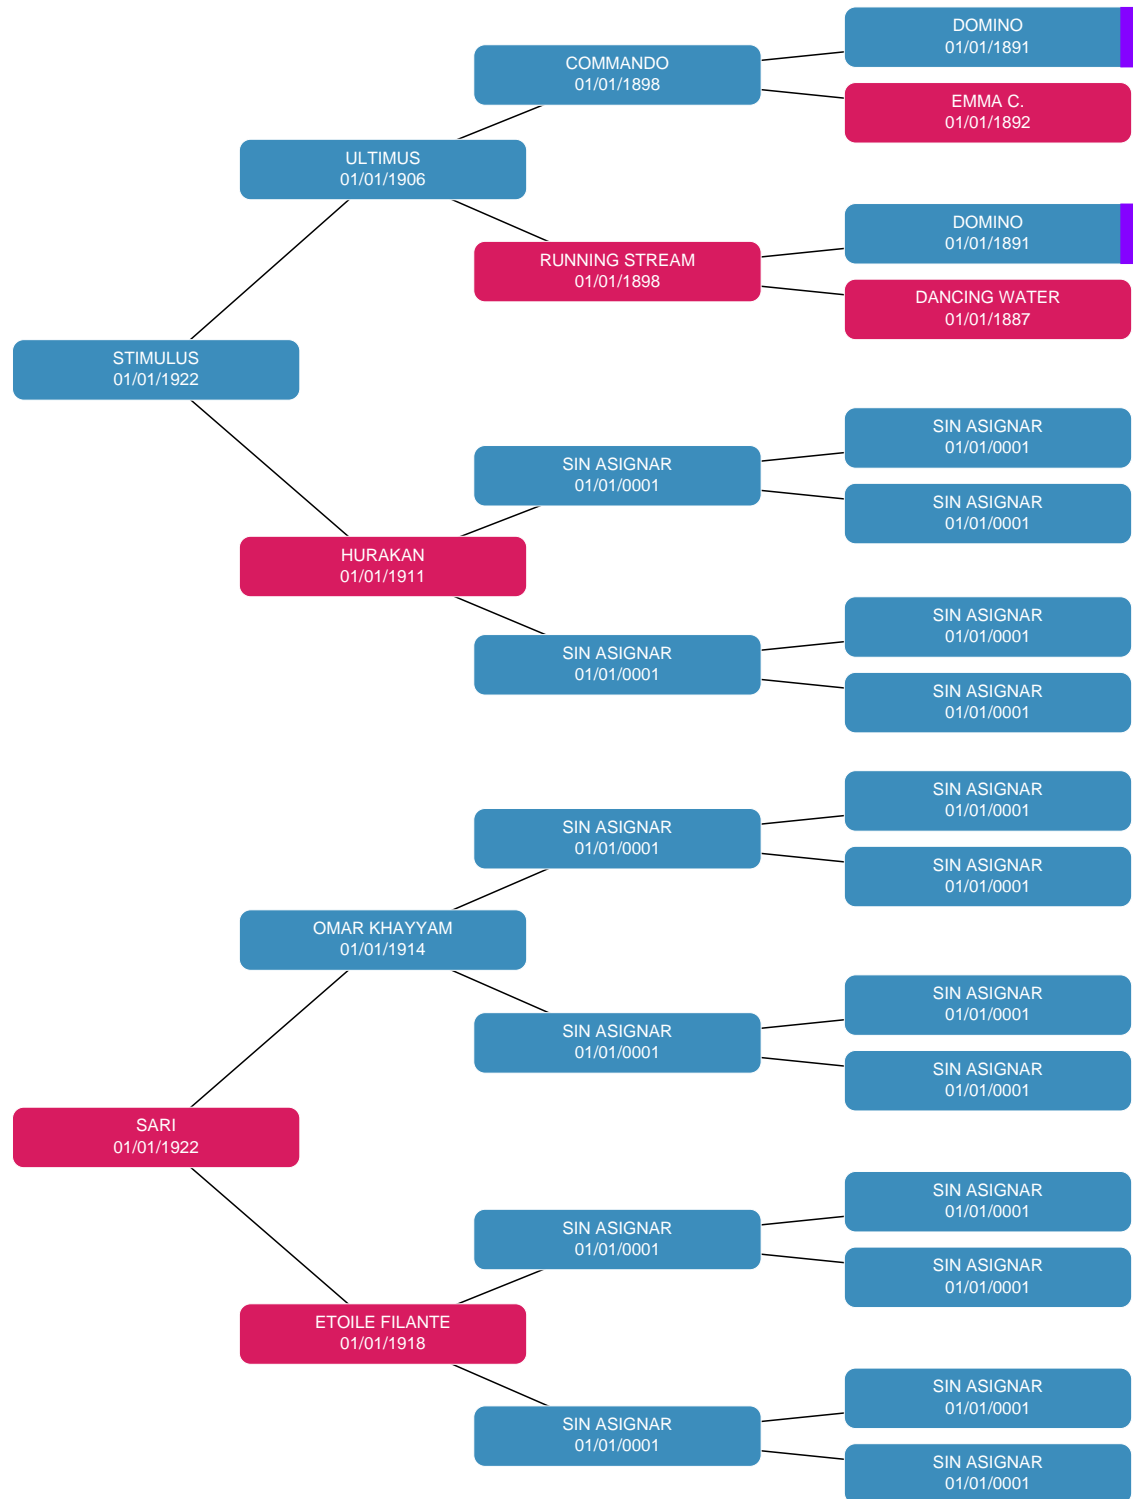 DOMINO
01/01/1891
COMMANDO
01/01/1898
EMMA C.
01/01/1892
ULTIMUS
01/01/1906
DOMINO
01/01/1891
RUNNING STREAM
01/01/1898
DANCING WATER
01/01/1887
STIMULUS
01/01/1922
SIN ASIGNAR
01/01/0001
SIN ASIGNAR
01/01/0001
SIN ASIGNAR
01/01/0001
HURAKAN
01/01/1911
SIN ASIGNAR
01/01/0001
SIN ASIGNAR
01/01/0001
SIN ASIGNAR
01/01/0001
SIN ASIGNAR
01/01/0001
SIN ASIGNAR
01/01/0001
SIN ASIGNAR
01/01/0001
OMAR KHAYYAM
01/01/1914
SIN ASIGNAR
01/01/0001
SIN ASIGNAR
01/01/0001
SIN ASIGNAR
01/01/0001
SARI
01/01/1922
SIN ASIGNAR
01/01/0001
SIN ASIGNAR
01/01/0001
SIN ASIGNAR
01/01/0001
ETOILE FILANTE
01/01/1918
SIN ASIGNAR
01/01/0001
SIN ASIGNAR
01/01/0001
SIN ASIGNAR
01/01/0001